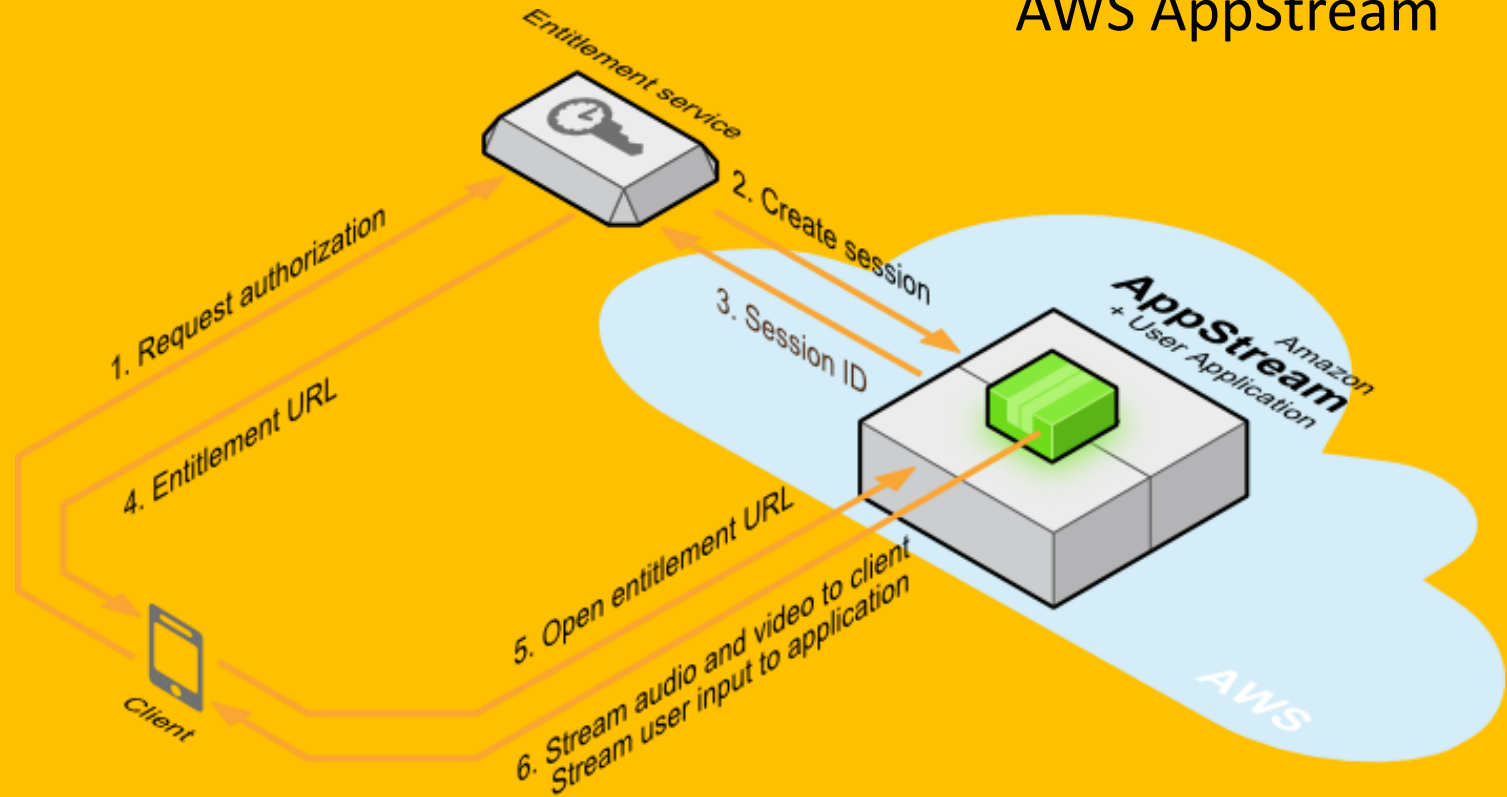 AWS AppStream
Entitlement service
1. Request authorization
2. Create session
3. Session ID
4. Entitlement URL
Amazon
AppStream
+ User Application
5. Open entitlement URL
6. Stream audio and video to client
Stream user input to application
Client
AWS